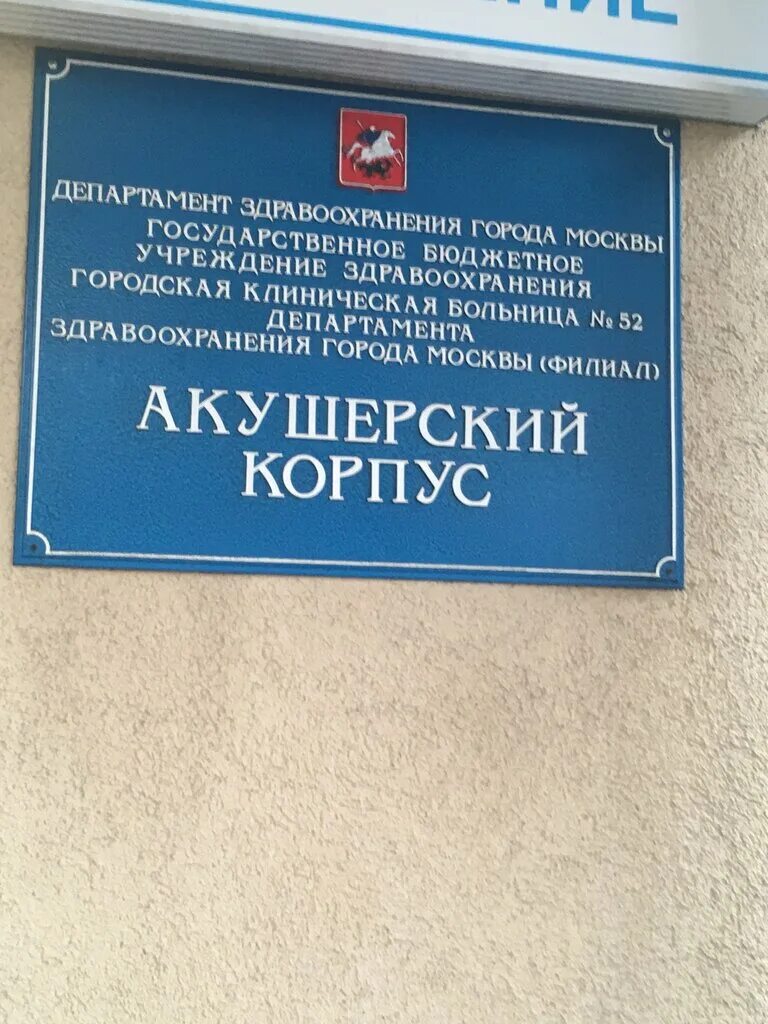 ДЕПАРТАМЕНТ ЗДРАВООХРАНЕНИЯ ГОРОДА МОСКВЫ
ГОСУДАРСТВЕННОЕ БЮДЖЕТНОЕ
УЧРЕЖДЕНИЕ ЗДРАВООХРАНЕНИЯ
ГОРОДСКАЯ КЛИНИЧЕСКАЯ БОЛЬНИЦА № 52
ДЕПАРТАМЕНТА
ЗДРАВООХРАНЕНИЯ ГОРОДА МОСКВЫ (ФИЛИАЛ)
АКУШЕРСКИЙ
КОРПУС